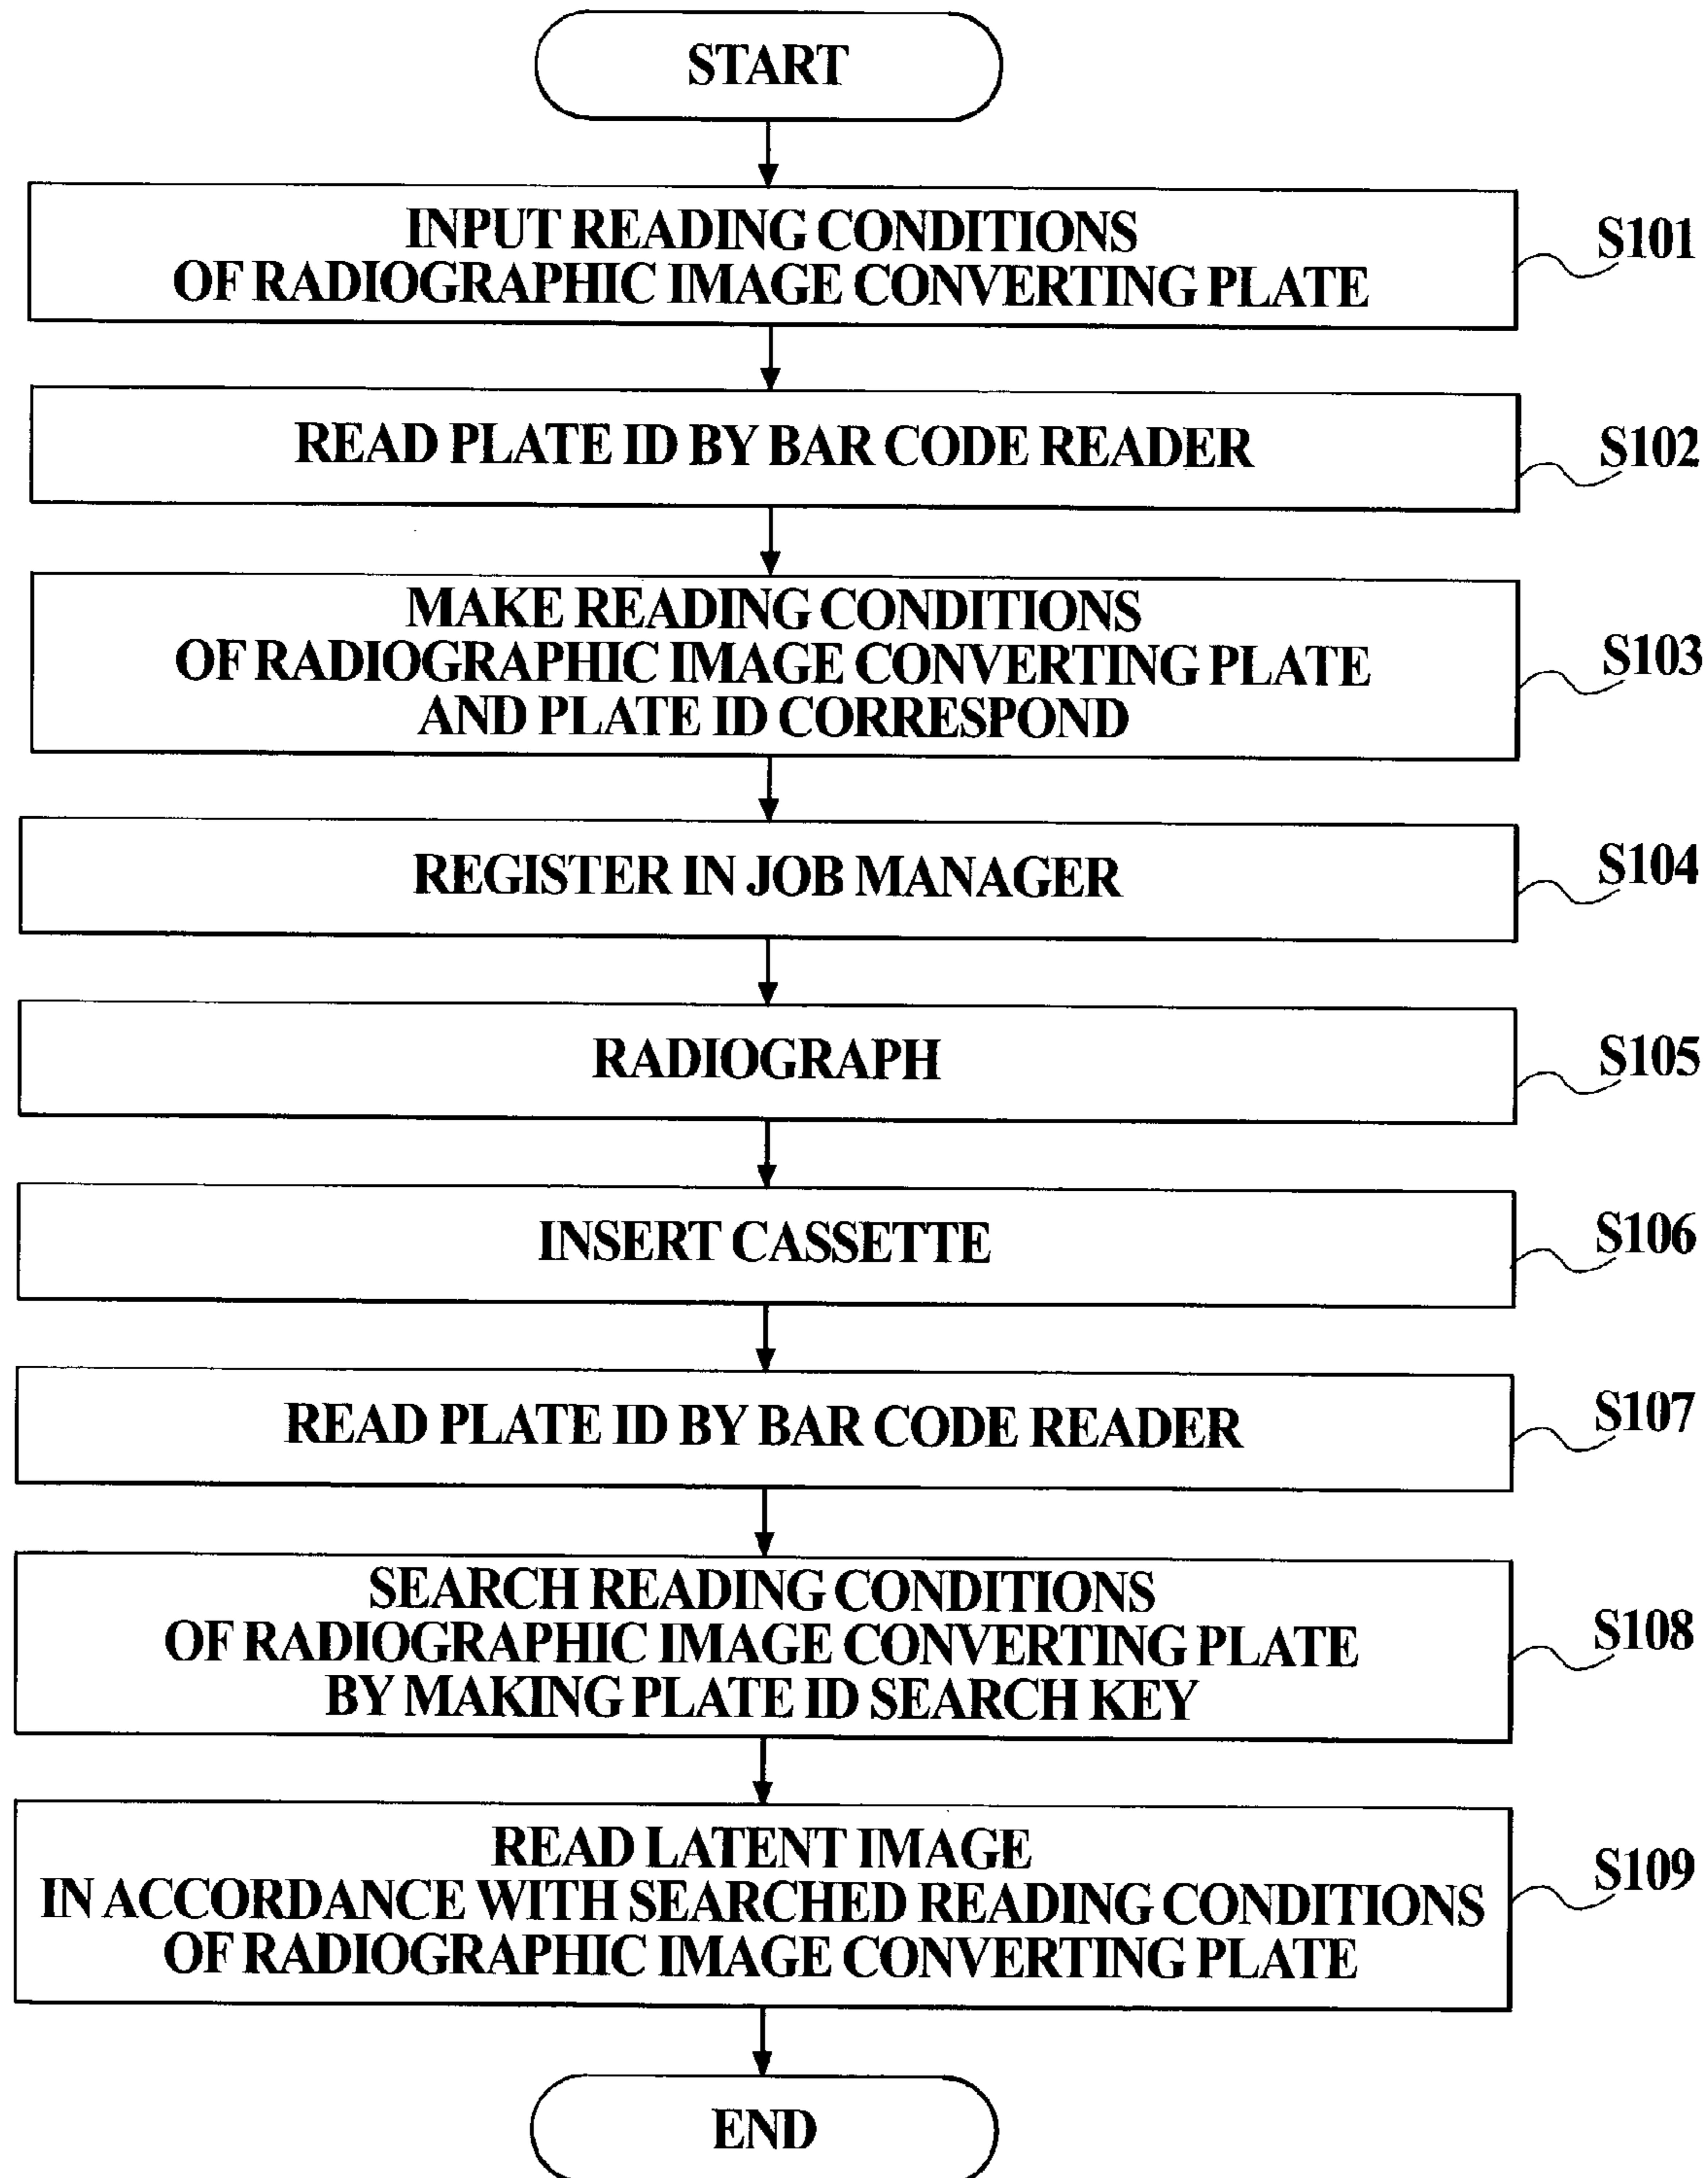 START
INPUT READING CONDITIONS
OF RADIOGRAPHIC IMAGE CONVERTING PLATE
S101
READ PLATE ID BY BAR CODE READER
S102
MAKE READING CONDITIONS
OF RADIOGRAPHIC IMAGE CONVERTING PLATE
AND PLATE ID CORRESPOND
S103
REGISTER IN JOB MANAGER
S104
RADIOGRAPH
S105
INSERT CASSETTE
S106
READ PLATE ID BY BAR CODE READER
S107
SEARCH READING CONDITIONS
OF RADIOGRAPHIC IMAGE CONVERTING PLATE
BY MAKING PLATE ID SEARCH KEY
S108
READ LATENT IMAGE
IN ACCORDANCE WITH SEARCHED READING CONDITIONS
OF RADIOGRAPHIC IMAGE CONVERTING PLATE
S109
END